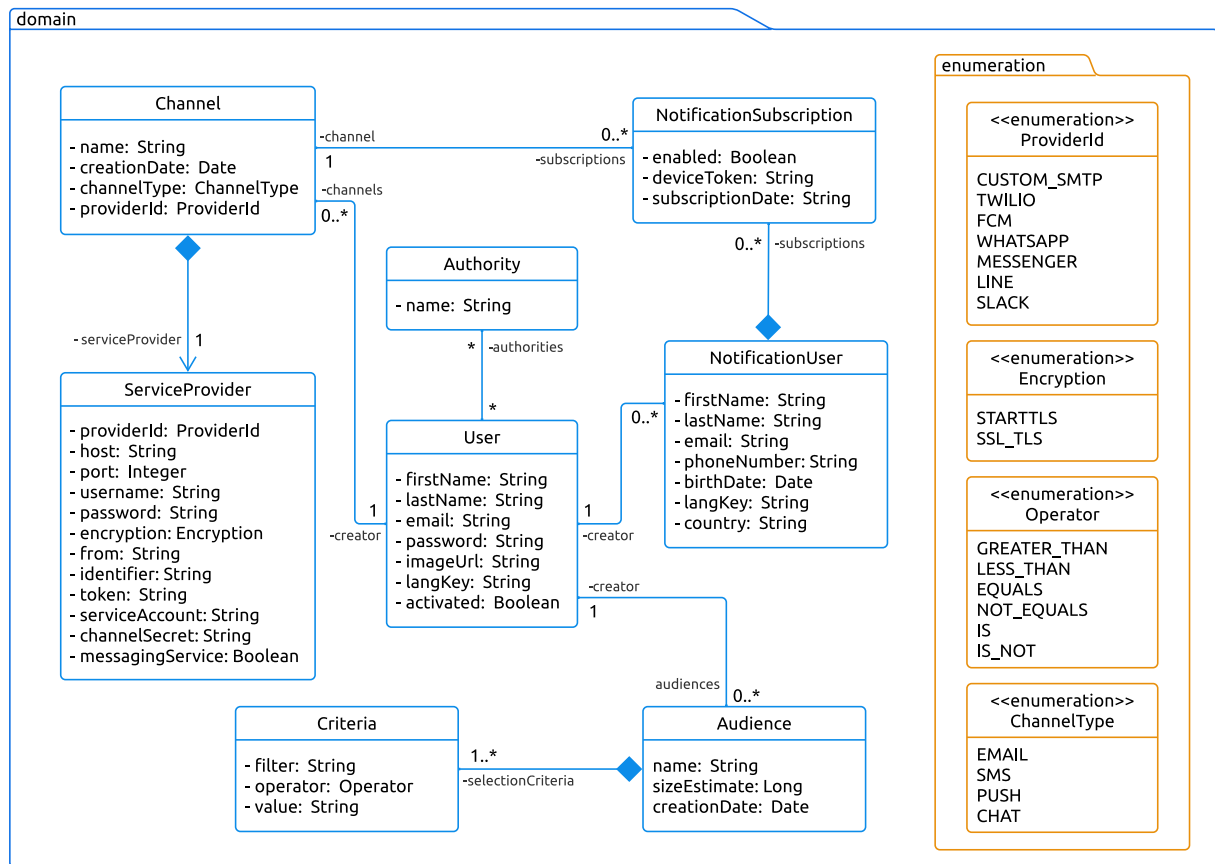 domain
Channel
- name: String
- creationDate: Date
- channelType: ChannelType
- providerId: ProviderId
-channel
1
0..*
-subscriptions
-channels
0..*
NotificationSubscription
- enabled: Boolean
- deviceToken: String
- subscriptionDate: String
0..*
-subscriptions
Authority
- name: String
*
-authorities
*
-serviceProvider
1
ServiceProvider
- providerId: ProviderId
- host: String
- port: Integer
- username: String
- password: String
- encryption: Encryption
- from: String
- identifier: String
- token: String
- serviceAccount: String
- channelSecret: String
- messagingService: Boolean
NotificationUser
- firstName: String
- lastName: String
- email: String
- phoneNumber: String
- birthDate: Date
- langKey: String
- country: String
0..*
User
- firstName: String
- lastName: String
- email: String
- password: String
- imageUrl: String
- langKey: String
- activated: Boolean
1
-creator
1
-creator
-creator
1
audiences
0..*
Criteria
- filter: String
- operator: Operator
- value: String
1..*
-selectionCriteria
Audience
name: String
sizeEstimate: Long
creationDate: Date
enumeration
<<enumeration>>
ProviderId
CUSTOM_SMTP
TWILIO
FCM
WHATSAPP
MESSENGER
LINE
SLACK
<<enumeration>>
Encryption
STARTTLS
SSL_TLS
<<enumeration>>
Operator
GREATER_THAN
LESS_THAN
EQUALS
NOT_EQUALS
IS
IS_NOT
<<enumeration>>
ChannelType
EMAIL
SMS
PUSH
CHAT